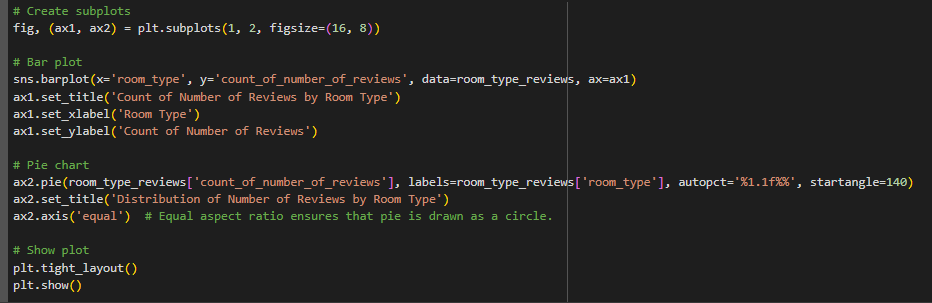 # Create subplots
fig, (ax1, ax2) = plt.subplots(1, 2, figsize=(16, 8))
# Bar plot
sns.barplot(x='room_type', y='count_of_number_of_reviews', data=room_type_reviews, ax=ax1)
ax1.set_title('Count of Number of Reviews by Room Type')
ax1.set_xlabel('Room Type')
ax1.set_ylabel('Count of Number of Reviews')
# Pie chart
ax2.pie(room_type_reviews['count_of_number_of_reviews'], labels=room_type_reviews['room_type'], autopct='%1.1f%%', startangle=140)
ax2.set_title('Distribution of Number of Reviews by Room Type')
ax2.axis('equal')  # Equal aspect ratio ensures that pie is drawn as a circle.
# Show plot
plt.tight_layout()
plt.show()